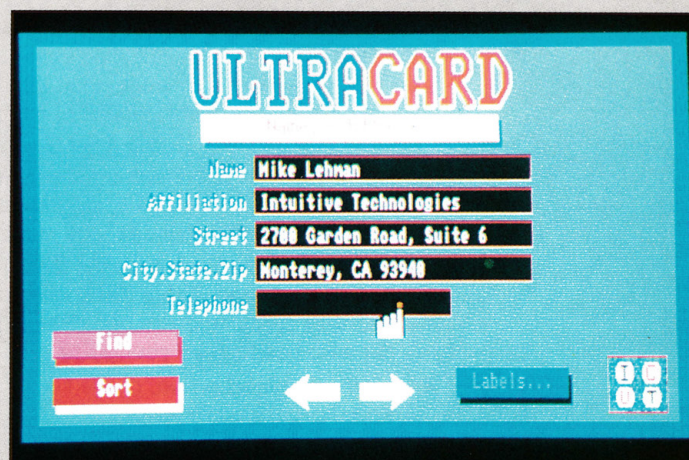 ULTRACARD
Name Mike Lehman
Affiliation Intuitive Technologies
Street 2700 Garden Road, Suite 6
City.State.Zip Monterey, CA 93940
Telephone
Find
Sort
Labels...
I C
U T